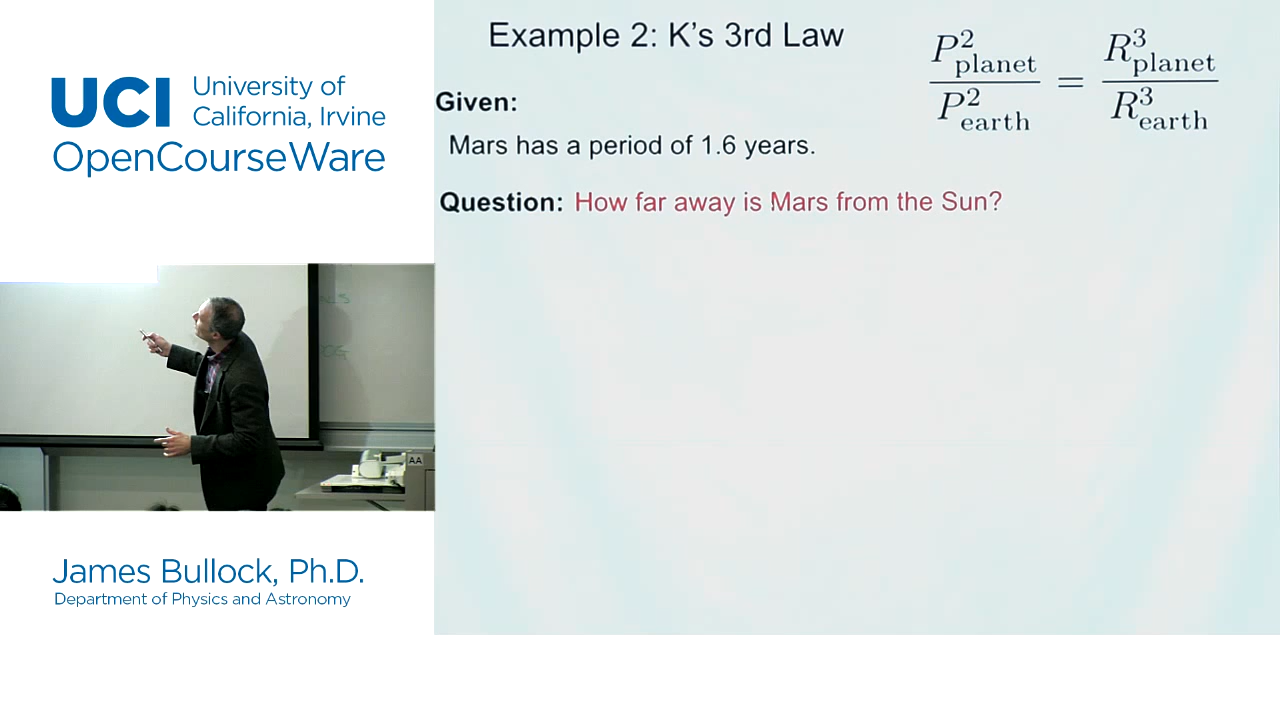 UCI University of
California, Irvine
OpenCourseWare
Example 2: K's 3rd Law
P²planet / P²earth = R³planet / R³earth
Given:
Mars has a period of 1.6 years.
Question: How far away is Mars from the Sun?
AA
James Bullock, Ph.D.
Department of Physics and Astronomy